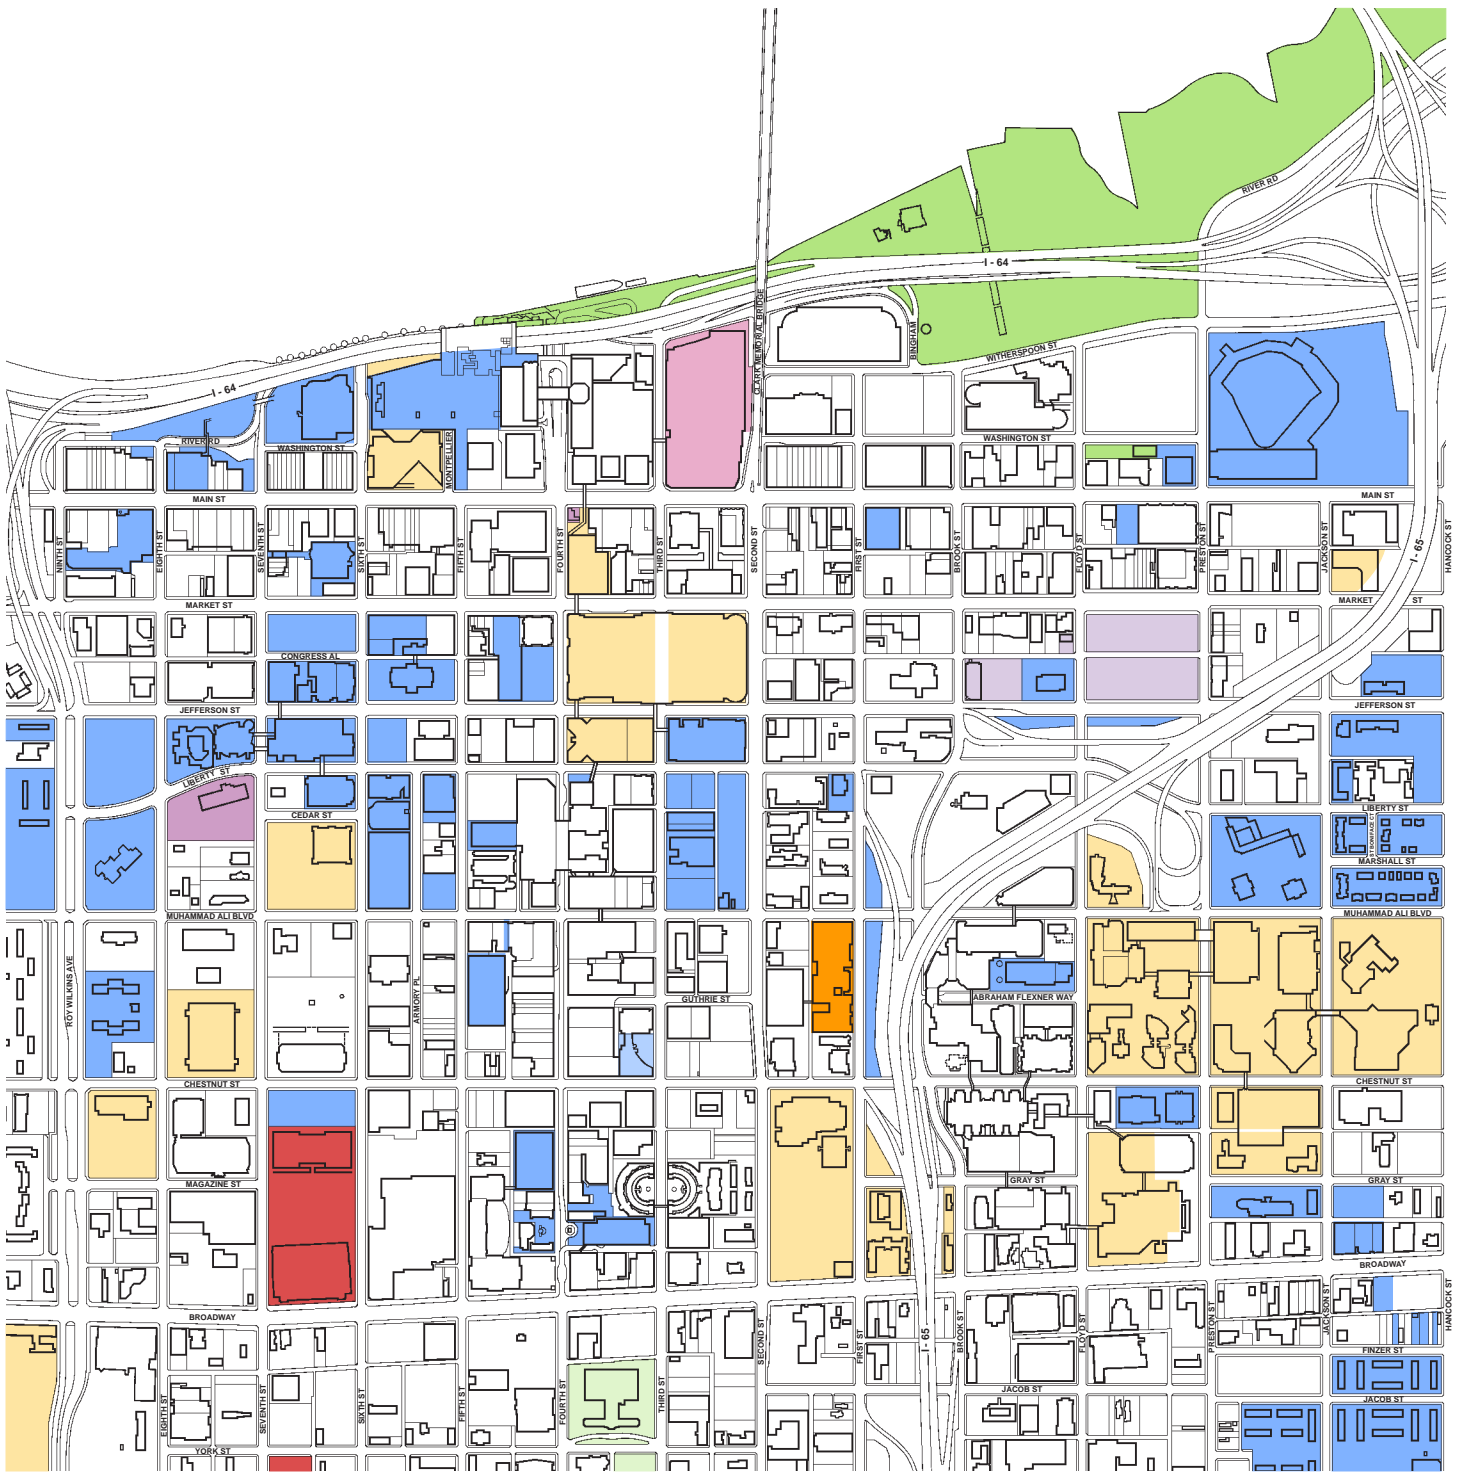 RIVER RD
I - 64
CLARK MEMORIAL BRIDGE
BINGHAM
WITHERSPOON ST
I - 64
RIVER RD
WASHINGTON ST
MONTPELLER
WASHINGTON ST
MAIN ST
MAIN ST
NINTH ST
EIGHTH ST
SEVENTH ST
SIXTH ST
FIFTH ST
FOURTH ST
THIRD ST
SECOND ST
FIRST ST
BROOK ST
FLOYD ST
PRESTON ST
JACKSON ST
I - 65
HANCOCK ST
MARKET ST
MARKET ST
CONGRESS AL
JEFFERSON ST
JEFFERSON ST
LIBERTY ST
CEDAR ST
LIBERTY ST
MARSHALL ST
MUHAMMAD ALI BLVD
MUHAMMAD ALI BLVD
ROY WILKINS AVE
ARMORY PL
GUTHRIE ST
ABRAHAM FLEXNER WAY
CHESTNUT ST
CHESTNUT ST
MAGAZINE ST
GRAY ST
GRAY ST
BROADWAY
BROADWAY
I - 65
SECOND ST
FIRST ST
BROOK ST
FLOYD ST
PRESTON ST
JACKSON ST
HANCOCK ST
FINZER ST
EIGHTH ST
SEVENTH ST
SIXTH ST
FIFTH ST
FOURTH ST
THIRD ST
JACOB ST
JACOB ST
YORK ST